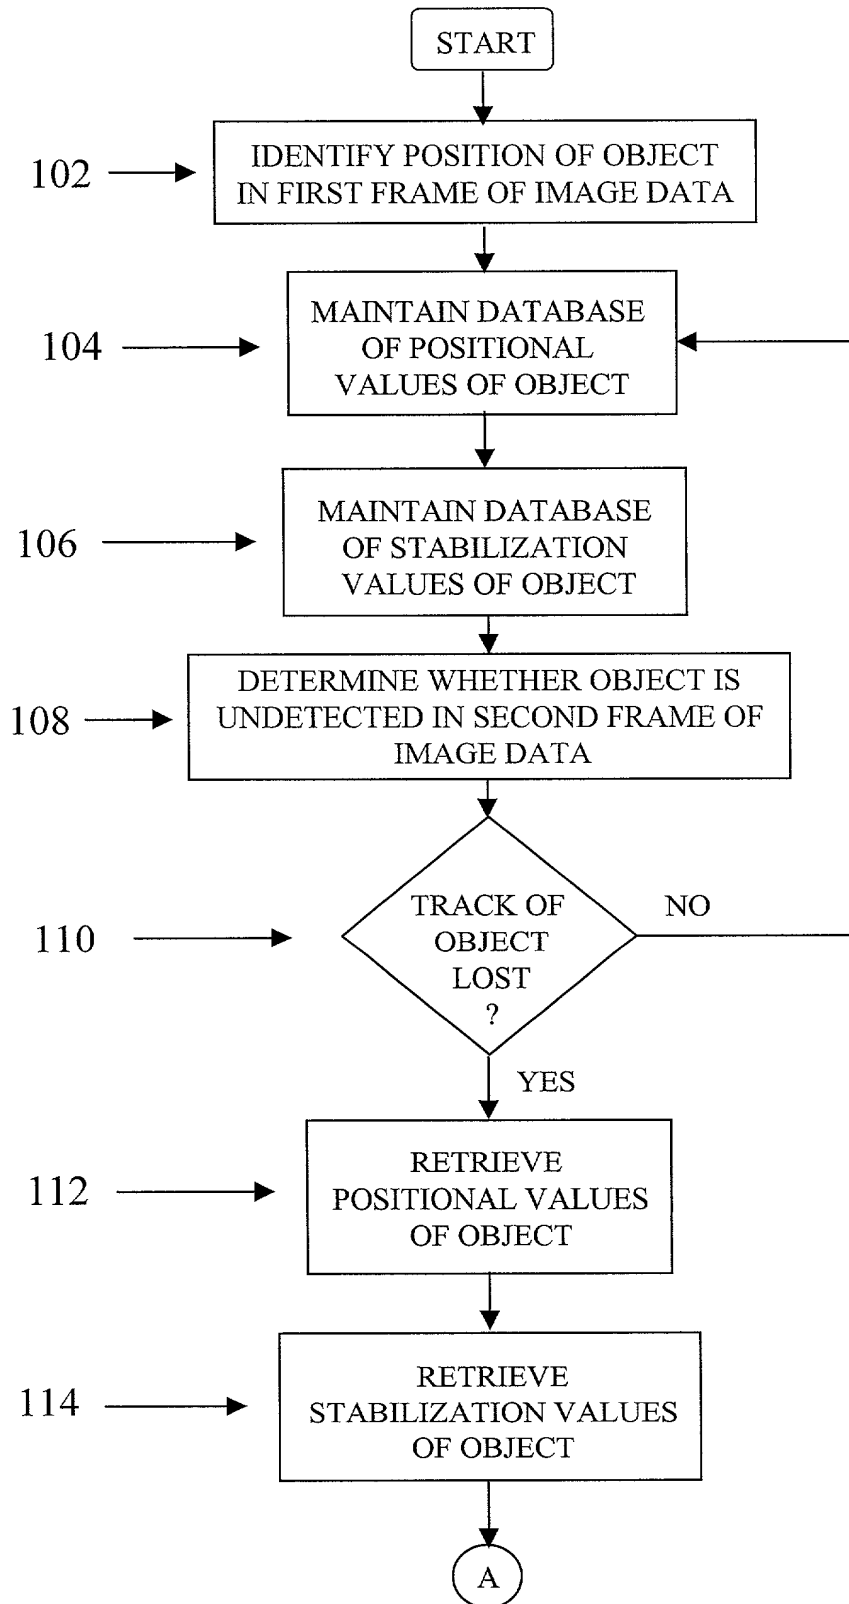 START
102
IDENTIFY POSITION OF OBJECT
IN FIRST FRAME OF IMAGE DATA
104
MAINTAIN DATABASE
OF POSITIONAL
VALUES OF OBJECT
106
MAINTAIN DATABASE
OF STABILIZATION
VALUES OF OBJECT
108
DETERMINE WHETHER OBJECT IS
UNDETECTED IN SECOND FRAME OF
IMAGE DATA
110
TRACK OF
OBJECT
LOST
?
NO
YES
112
RETRIEVE
POSITIONAL VALUES
OF OBJECT
114
RETRIEVE
STABILIZATION VALUES
OF OBJECT
A